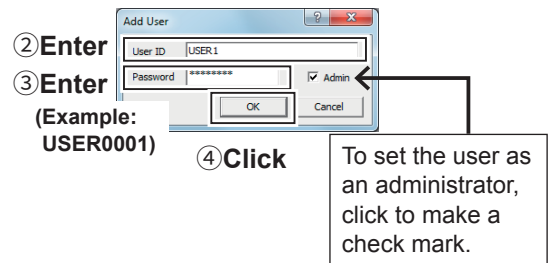 Add User
②Enter
User ID USER1
③Enter
Password ******** Admin
(Example:
USER0001)
OK Cancel
④Click
To set the user as
an administrator,
click to make a
check mark.